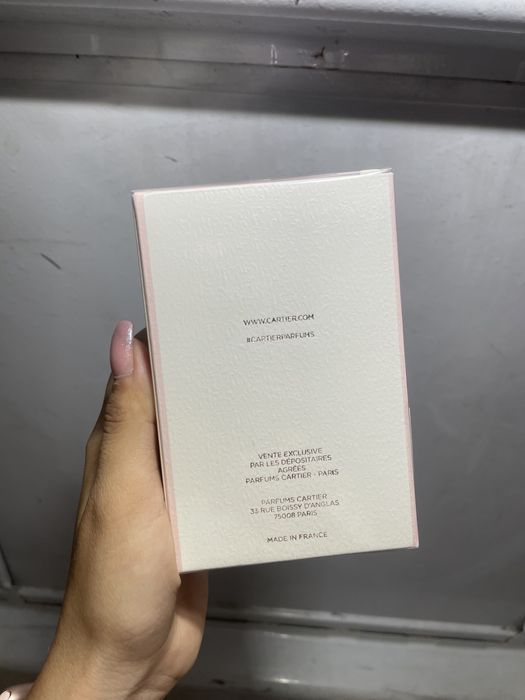 WWW.CARTIER.COM
#CARTIERPARFUMS
VENTE EXCLUSIVE
PAR LES DÉPOSITAIRES
AGRÉÉS
PARFUMS CARTIER - PARIS
PARFUMS CARTIER
33 RUE BOISSY D'ANGLAS
75008 PARIS
MADE IN FRANCE